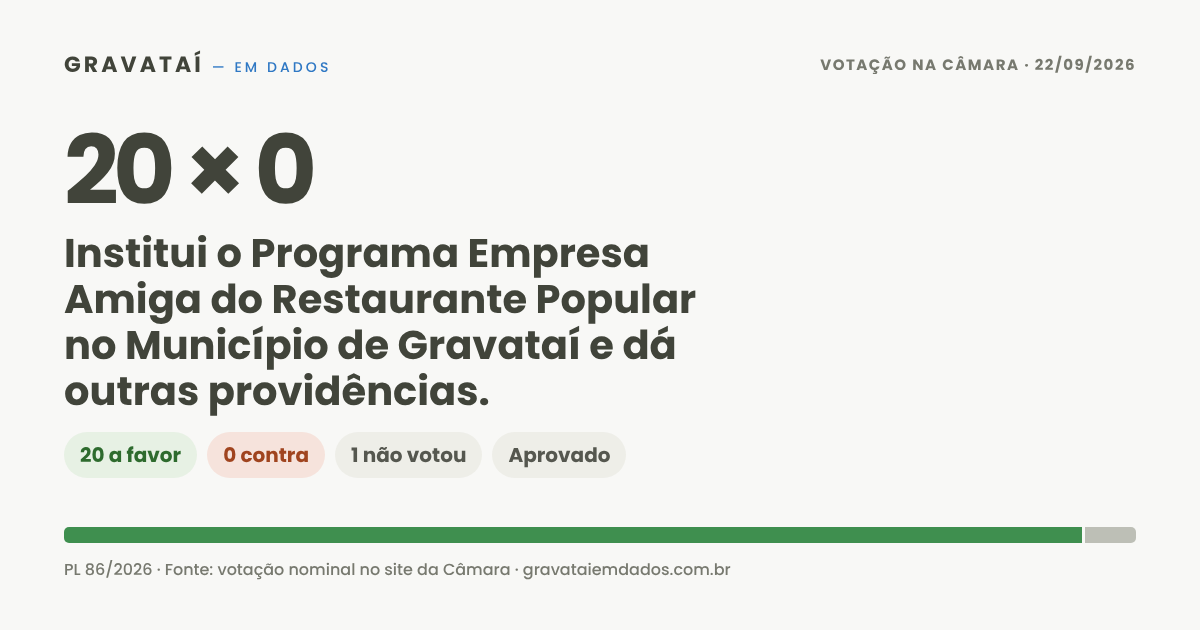 GRAVATAÍ — EM DADOS
VOTAÇÃO NA CÂMARA · 22/09/2026
20 × 0
Institui o Programa Empresa
Amiga do Restaurante Popular
no Município de Gravataí e dá
outras providências.
20 a favor 0 contra 1 não votou Aprovado
PL 86/2026 · Fonte: votação nominal no site da Câmara · gravataiemdados.com.br